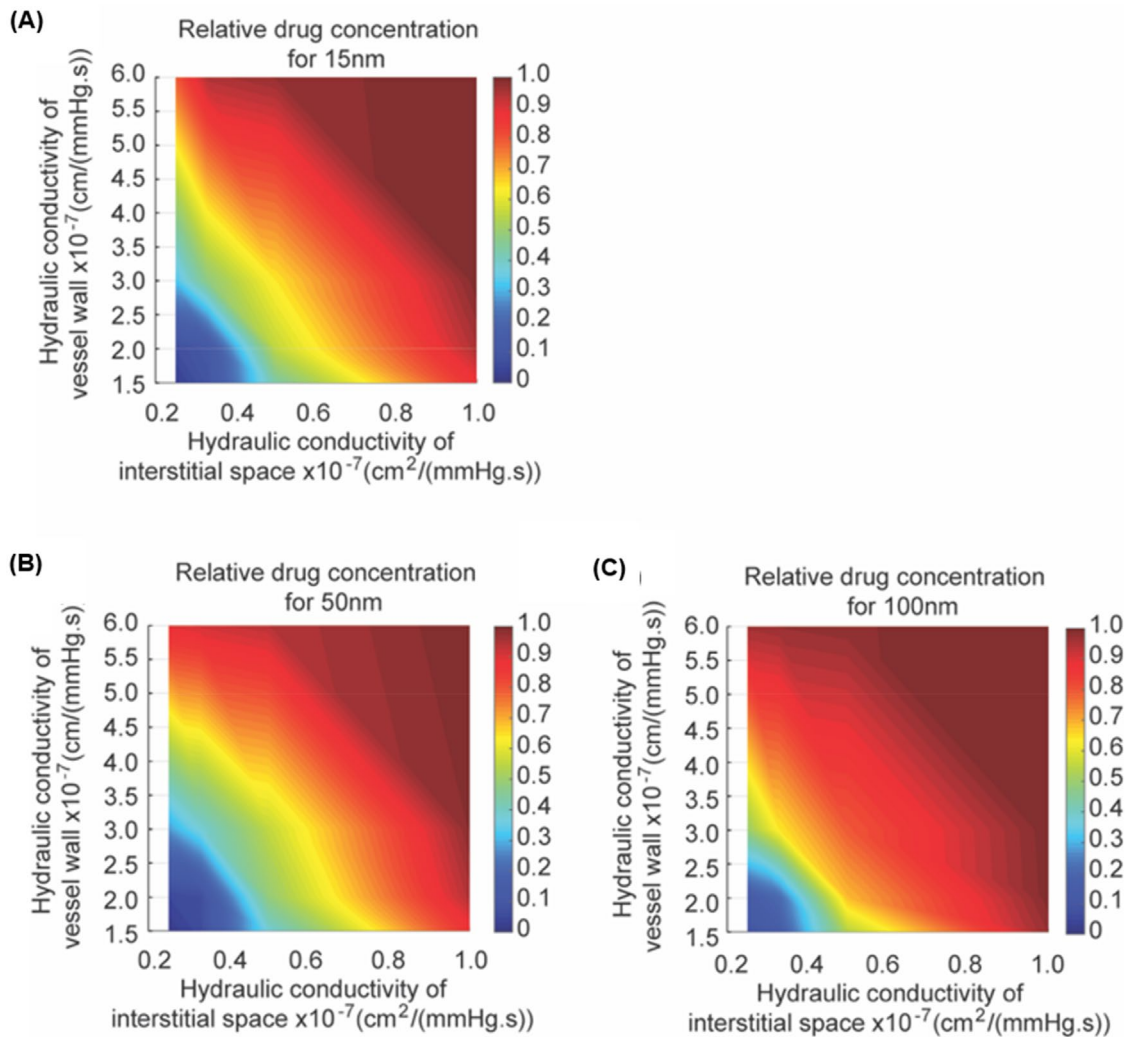 (A)
Relative drug concentration
for 15nm
Hydraulic conductivity of
vessel wall x10⁻⁷(cm/(mmHg.s))
6.0
5.5
5.0
4.5
4.0
3.5
3.0
2.5
2.0
1.5
0.2 0.4 0.6 0.8 1.0
1.0
0.9
0.8
0.7
0.6
0.5
0.4
0.3
0.2
0.1
0
Hydraulic conductivity of
interstitial space x10⁻⁷(cm²/(mmHg.s))
(B)
Relative drug concentration
for 50nm
Hydraulic conductivity of
vessel wall x10⁻⁷(cm/(mmHg.s)
6.0
5.5
5.0
4.5
4.0
3.5
3.0
2.5
2.0
1.5
0.2 0.4 0.6 0.8 1.0
1.0
0.9
0.8
0.7
0.6
0.5
0.4
0.3
0.2
0.1
0
Hydraulic conductivity of
interstitial space x10⁻⁷(cm²/(mmHg.s))
(C)
Relative drug concentration
for 100nm
Hydraulic conductivity of
vessel wall x10⁻⁷(cm/(mmHg.s))
6.0
5.5
5.0
4.5
4.0
3.5
3.0
2.5
2.0
1.5
0.2 0.4 0.6 0.8 1.0
1.0
0.9
0.8
0.7
0.6
0.5
0.4
0.3
0.2
0.1
0
Hydraulic conductivity of
interstitial space x10⁻⁷(cm²/(mmHg.s))